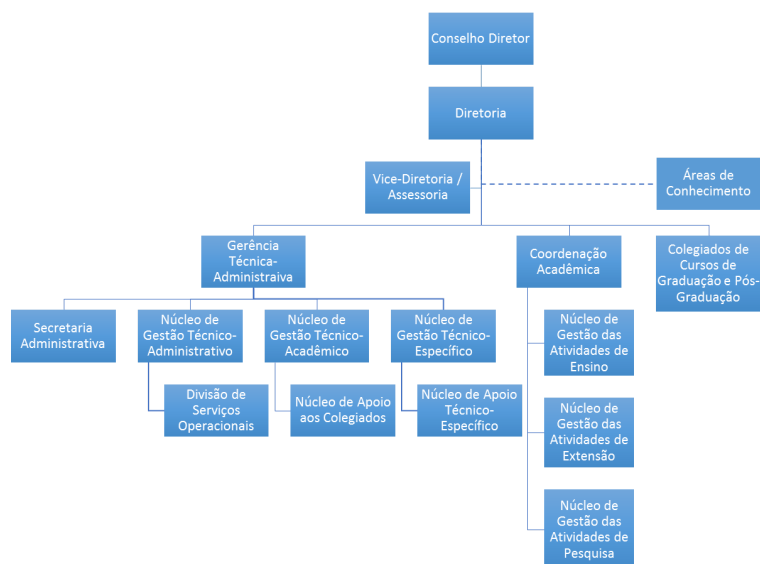 Conselho Diretor
Diretoria
Vice-Diretoria /
Assessoria
Áreas de
Conhecimento
Gerência
Técnica-
Administraiva
Coordenação
Acadêmica
Colegiados de
Cursos de
Graduação e Pós-
Graduação
Secretaria
Administrativa
Núcleo de
Gestão Técnico-
Administrativo
Núcleo de
Gestão Técnico-
Acadêmico
Núcleo de
Gestão Técnico-
Específico
Núcleo de
Gestão das
Atividades de
Ensino
Divisão de
Serviços
Operacionais
Núcleo de Apoio
aos Colegiados
Núcleo de Apoio
Técnico-
Específico
Núcleo de
Gestão das
Atividades de
Extensão
Núcleo de
Gestão das
Atividades de
Pesquisa